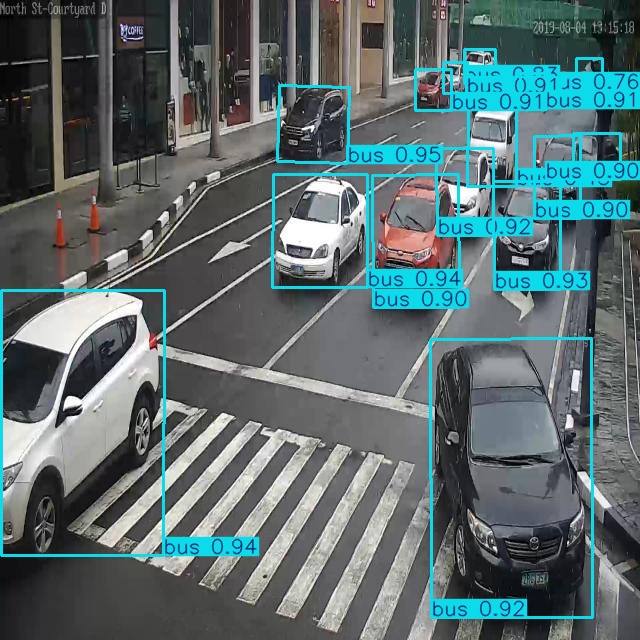 North St-Courtyard D
2019-08-04 13:15:18
COFFEE
bus 0.83
bus 0.91
bus 0.76
bus 0.91
bus 0.91
bus 0.95
bus 0.90
bus 0.90
bus 0.92
bus 0.94
bus 0.93
bus 0.90
bus 0.94
bus 0.92